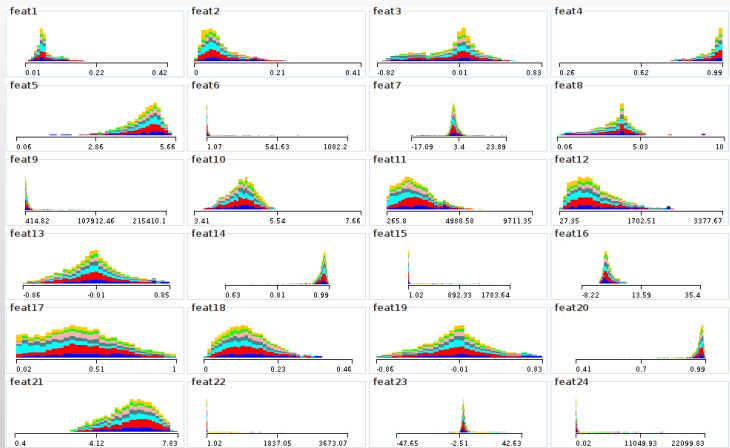 feat1 feat2 feat3 feat4
0.01 0.22 0.42 0 0.21 0.41 -0.82 0.01 0.83 0.26 0.62 0.99
feat5 feat6 feat7 feat8
0.06 2.86 5.66 1.07 541.63 1082.2 -17.09 3.4 23.89 0.06 5.03 10
feat9 feat10 feat11 feat12
414.82 107912.46 215410.1 3.41 5.54 7.66 265.8 4988.58 9711.35 27.35 1702.51 3377.67
feat13 feat14 feat15 feat16
-0.86 -0.01 0.85 0.63 0.81 0.99 1.02 892.33 1783.64 -8.22 13.59 35.4
feat17 feat18 feat19 feat20
0.02 0.51 1 0 0.23 0.46 -0.86 -0.01 0.83 0.41 0.7 0.99
feat21 feat22 feat23 feat24
0.4 4.12 7.83 1.02 1837.05 3673.07 -47.65 -2.51 42.63 0.02 11049.93 22099.83